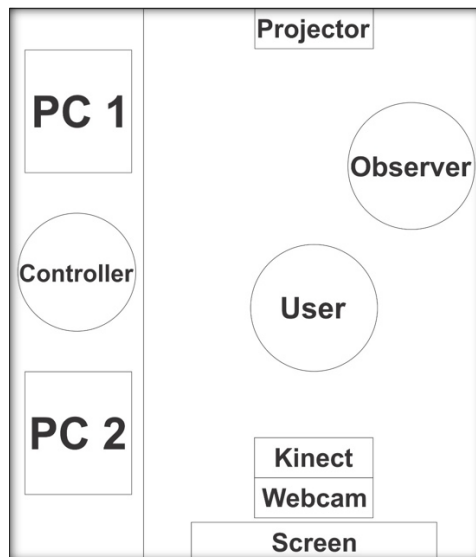 Projector
PC 1
Observer
Controller
User
PC 2
Kinect
Webcam
Screen